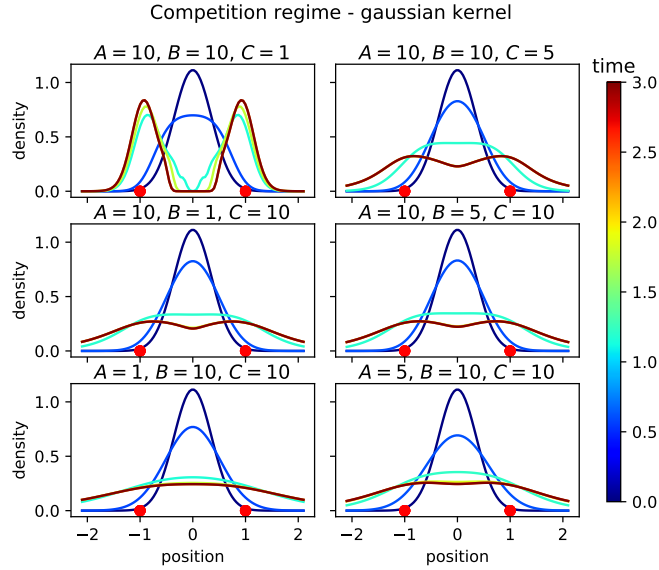 Competition regime - gaussian kernel
A = 10, B = 10, C = 1
A = 10, B = 10, C = 5
time
density
1.0
0.5
0.0
3.0
2.5
2.0
1.5
1.0
0.5
0.0
A = 10, B = 1, C = 10
A = 10, B = 5, C = 10
density
1.0
0.5
0.0
A = 1, B = 10, C = 10
A = 5, B = 10, C = 10
density
1.0
0.5
0.0
−2 −1 0 1 2
−2 −1 0 1 2
position
position